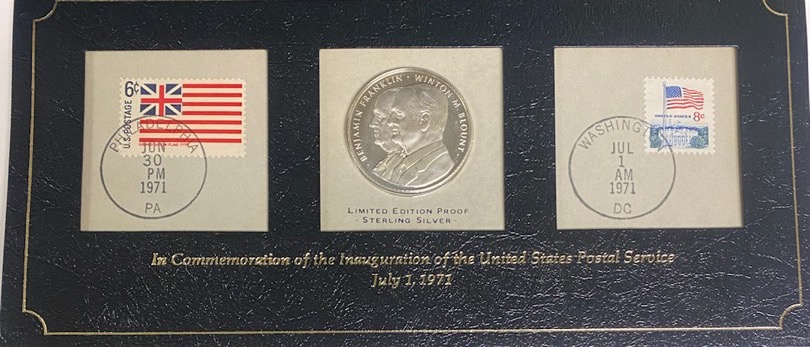 6¢
U.S. POSTAGE
PHILADELPHIA
JUN
30
PM
1971
PA
BENJAMIN FRANKLIN · WINTON M. BLOUNT
LIMITED EDITION PROOF
· STERLING SILVER ·
UNITED STATES
8¢
WASHINGTON
JUL
1
AM
1971
DC
In Commemoration of the Inauguration of the United States Postal Service
July 1, 1971